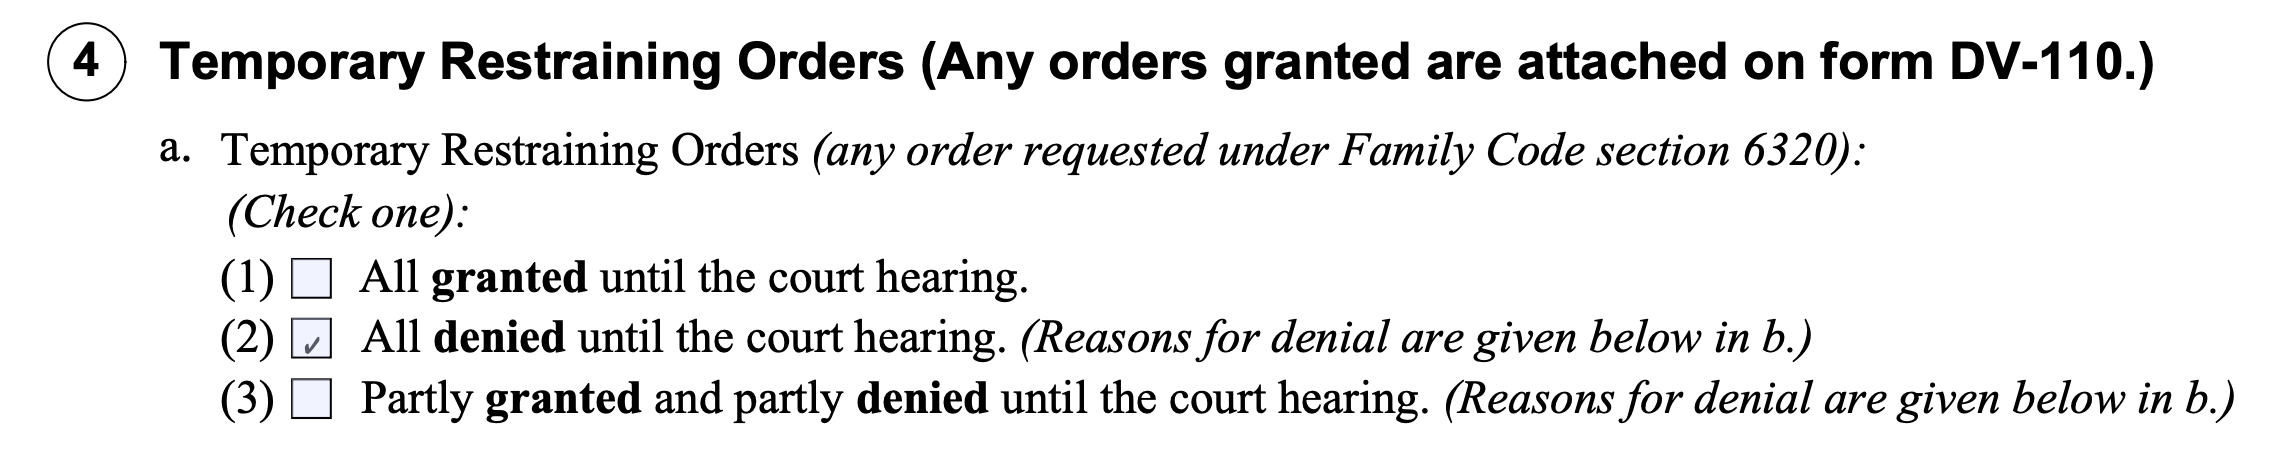 4 Temporary Restraining Orders (Any orders granted are attached on form DV-110.)
a. Temporary Restraining Orders (any order requested under Family Code section 6320):
(Check one):
(1) ☐ All granted until the court hearing.
(2) ☑ All denied until the court hearing. (Reasons for denial are given below in b.)
(3) ☐ Partly granted and partly denied until the court hearing. (Reasons for denial are given below in b.)